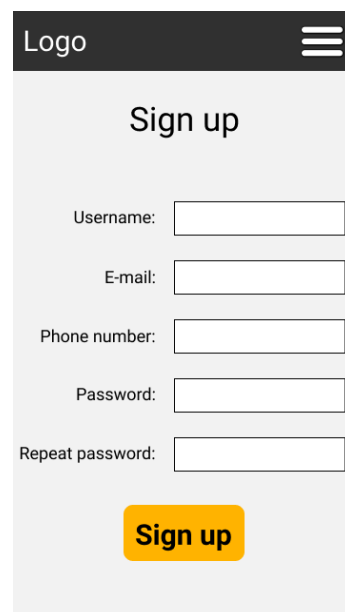 Logo
Sign up
Username:
E-mail:
Phone number:
Password:
Repeat password:
Sign up